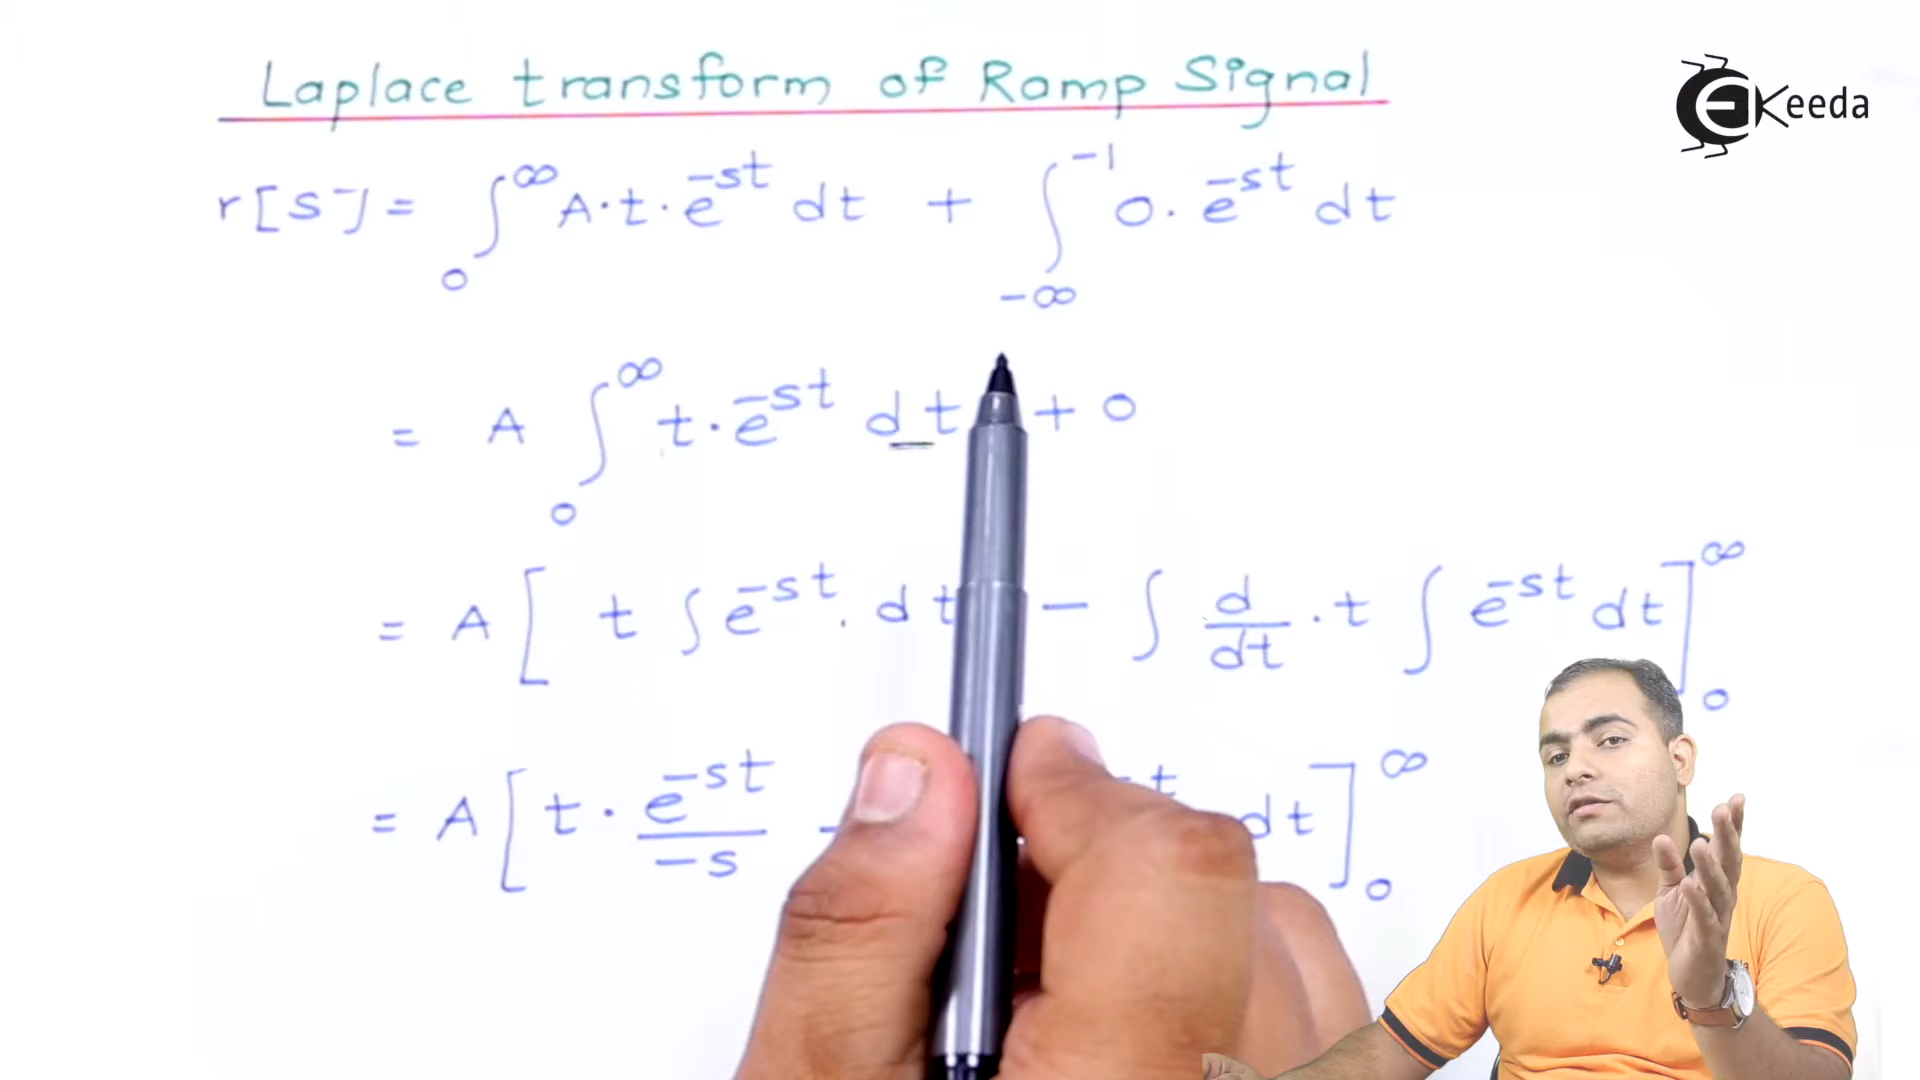 Laplace transform of Ramp Signal
EKeeda
r[s] = ∫₀^∞ A·t·e^-st dt + ∫_-∞^-1 0·e^-st dt
= A ∫₀^∞ t·e^-st dt + 0
= A [ t ∫ e^-st · dt - ∫ d/dt · t ∫ e^-st dt ]₀^∞
= A [ t · e^-st/-s - t dt ]₀^∞